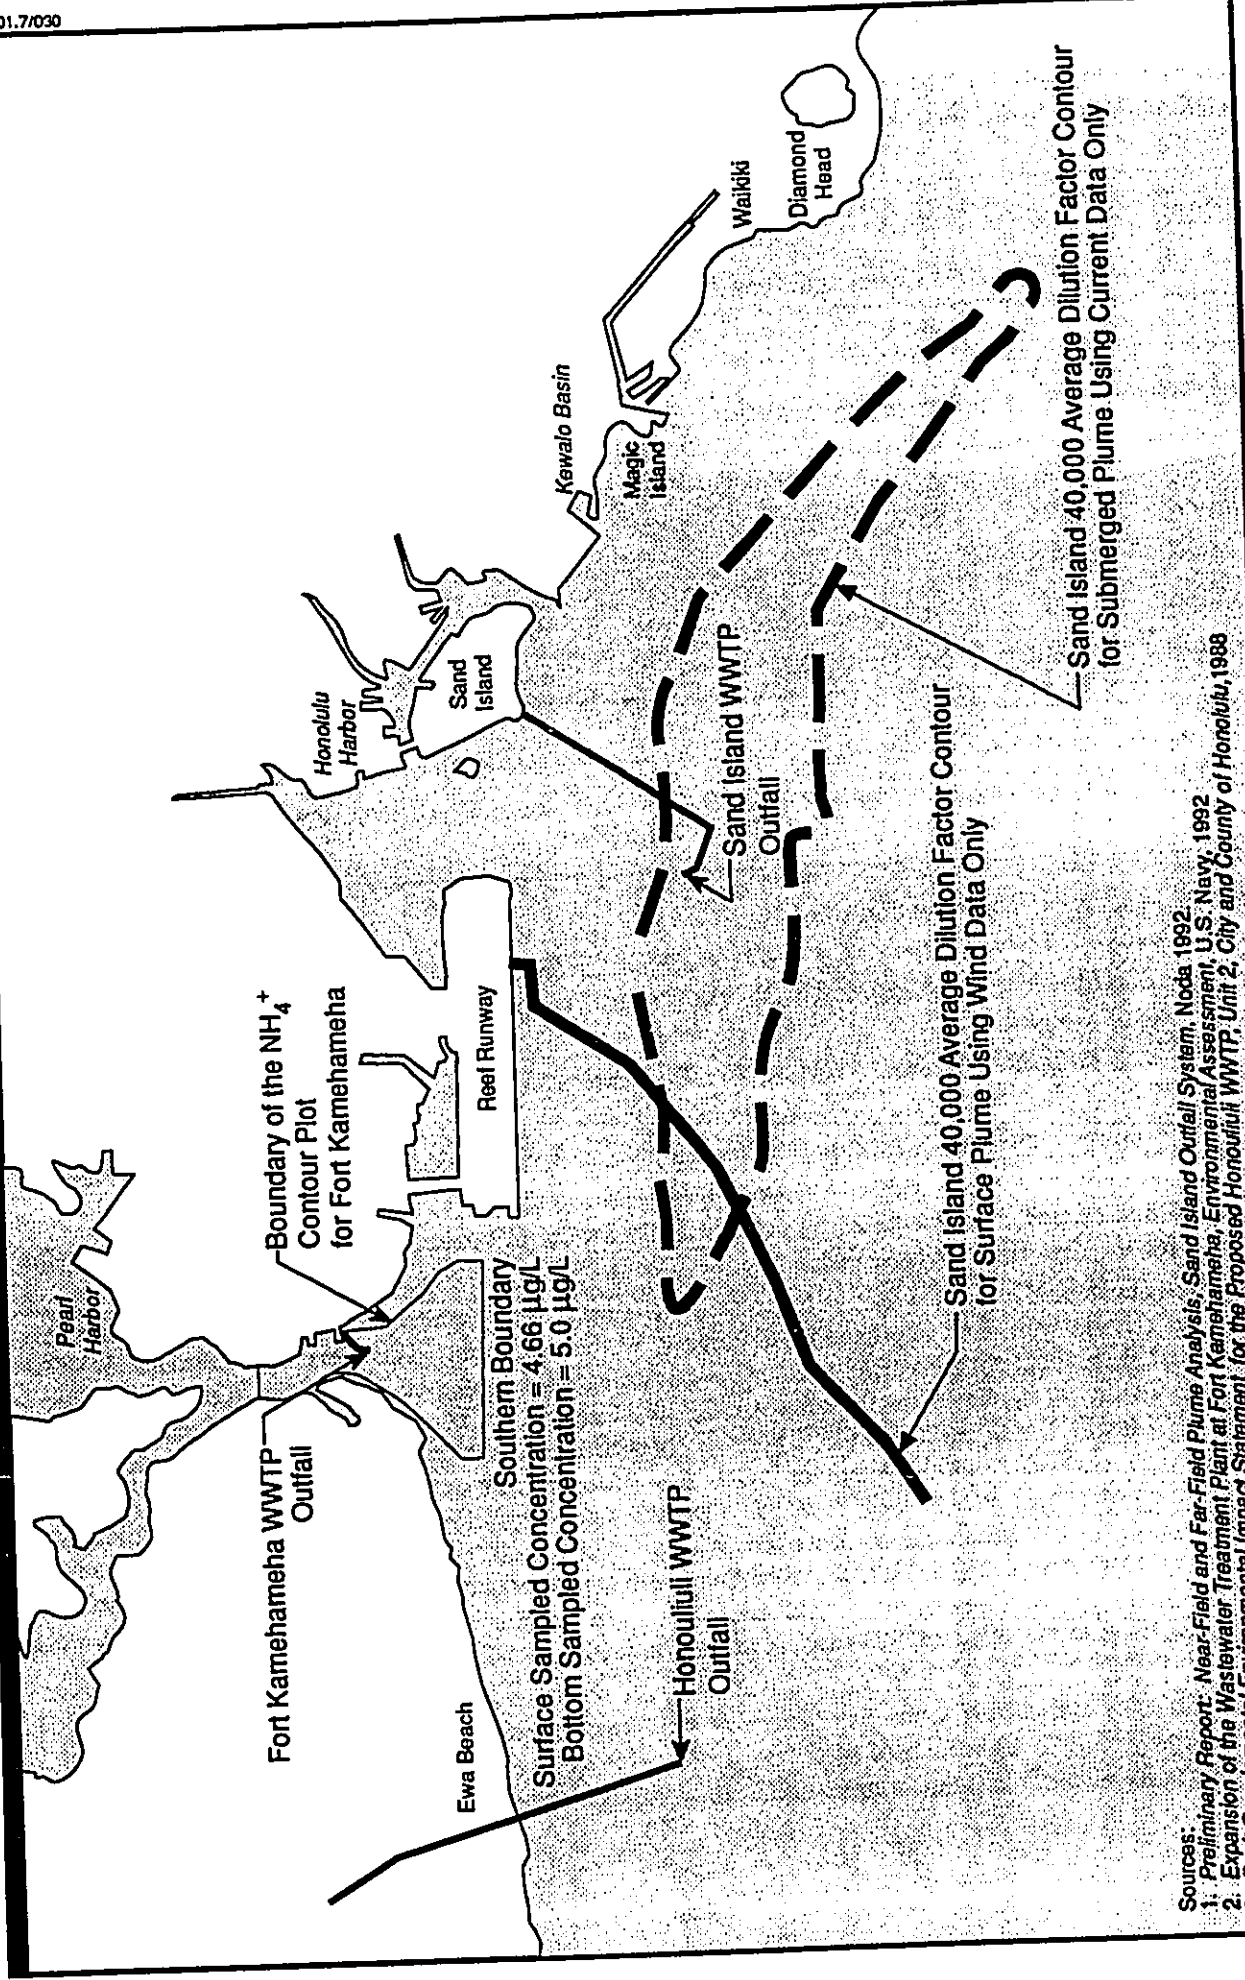 01.7/030
Pearl
Harbor
Fort Kamehameha WWTP
Outfall
Boundary of the NH4+
Contour Plot
for Fort Kamehameha
Honolulu
Harbor
Sand
Island
Reef Runway
Kewalo Basin
Magic
Island
Waikiki
Diamond
Head
Ewa Beach
Southern Boundary
Surface Sampled Concentration = 4.66 µg/L
Bottom Sampled Concentration = 5.0 µg/L
Honouliuli WWTP
Outfall
Sand Island WWTP
Outfall
Sand Island 40,000 Average Dilution Factor Contour
for Surface Plume Using Wind Data Only
Sand Island 40,000 Average Dilution Factor Contour
for Submerged Plume Using Current Data Only
Sources:
1. Preliminary Report: Near-Field and Far-Field Plume Analysis, Sand Island Outfall System, Noda 1992.
2. Expansion of the Wastewater Treatment Plant at Fort Kamehameha, Environmental Assessment, U.S. Navy, 1992
Environmental Impact Statement for the Proposed Honouliuli WWTP, Unit 2, City and County of Honolulu, 1988